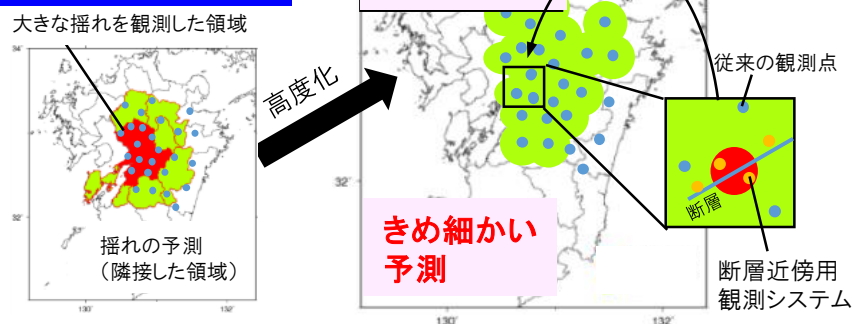 大きな揺れを観測した領域
34°
32°
130°
132°
揺れの予測
(隣接した領域)
高度化
32°
130°
132°
きめ細かい
予測
従来の観測点
断層
断層近傍用
観測システム